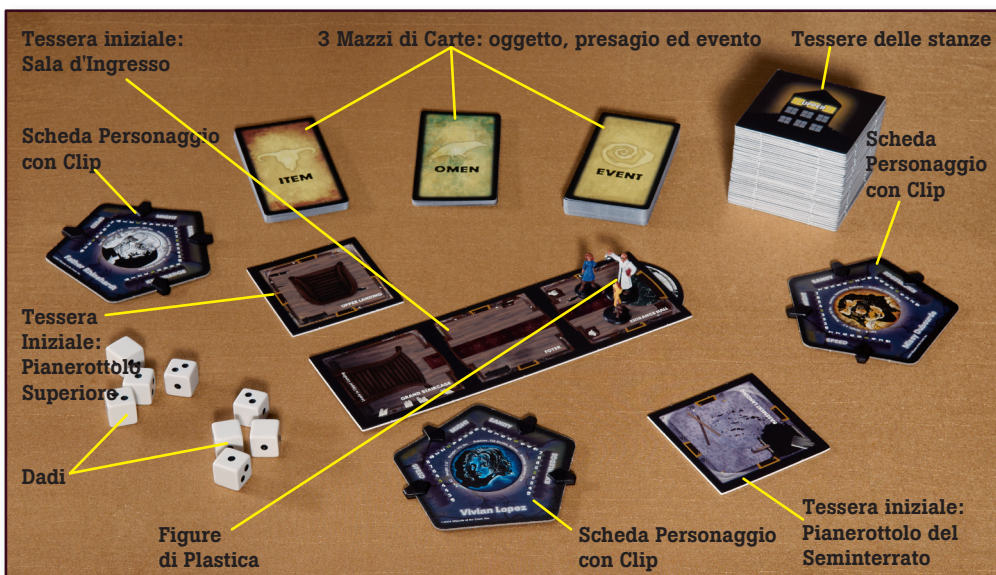 Tessera iniziale:
Sala d'Ingresso
3 Mazzi di Carte: oggetto, presagio ed evento
Tessere delle stanze
Scheda Personaggio
con Clip
Scheda
Personaggio
con Clip
ITEM
OMEN
EVENT
UPPER LANDING
Tessera
Iniziale:
Pianerottolo
Superiore
ENTRANCE HALL
FOYER
GRAND STAIRCASE
SPEED
MIGHT
SANITY
Vivian Lopez
Dadi
Figure
di Plastica
Scheda Personaggio
con Clip
Tessera iniziale:
Pianerottolo del
Seminterrato